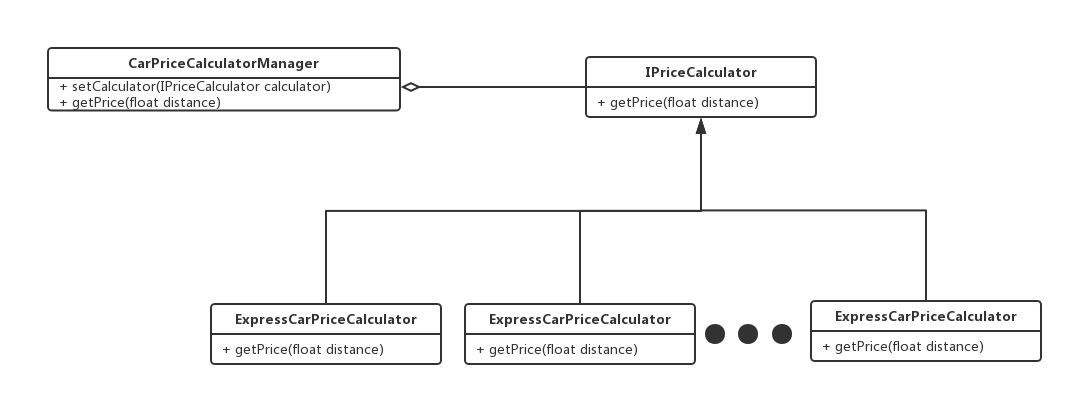 CarPriceCalculatorManager
+ setCalculator(IPriceCalculator calculator)
+ getPrice(float distance)
IPriceCalculator
+ getPrice(float distance)
ExpressCarPriceCalculator
+ getPrice(float distance)
ExpressCarPriceCalculator
+ getPrice(float distance)
ExpressCarPriceCalculator
+ getPrice(float distance)